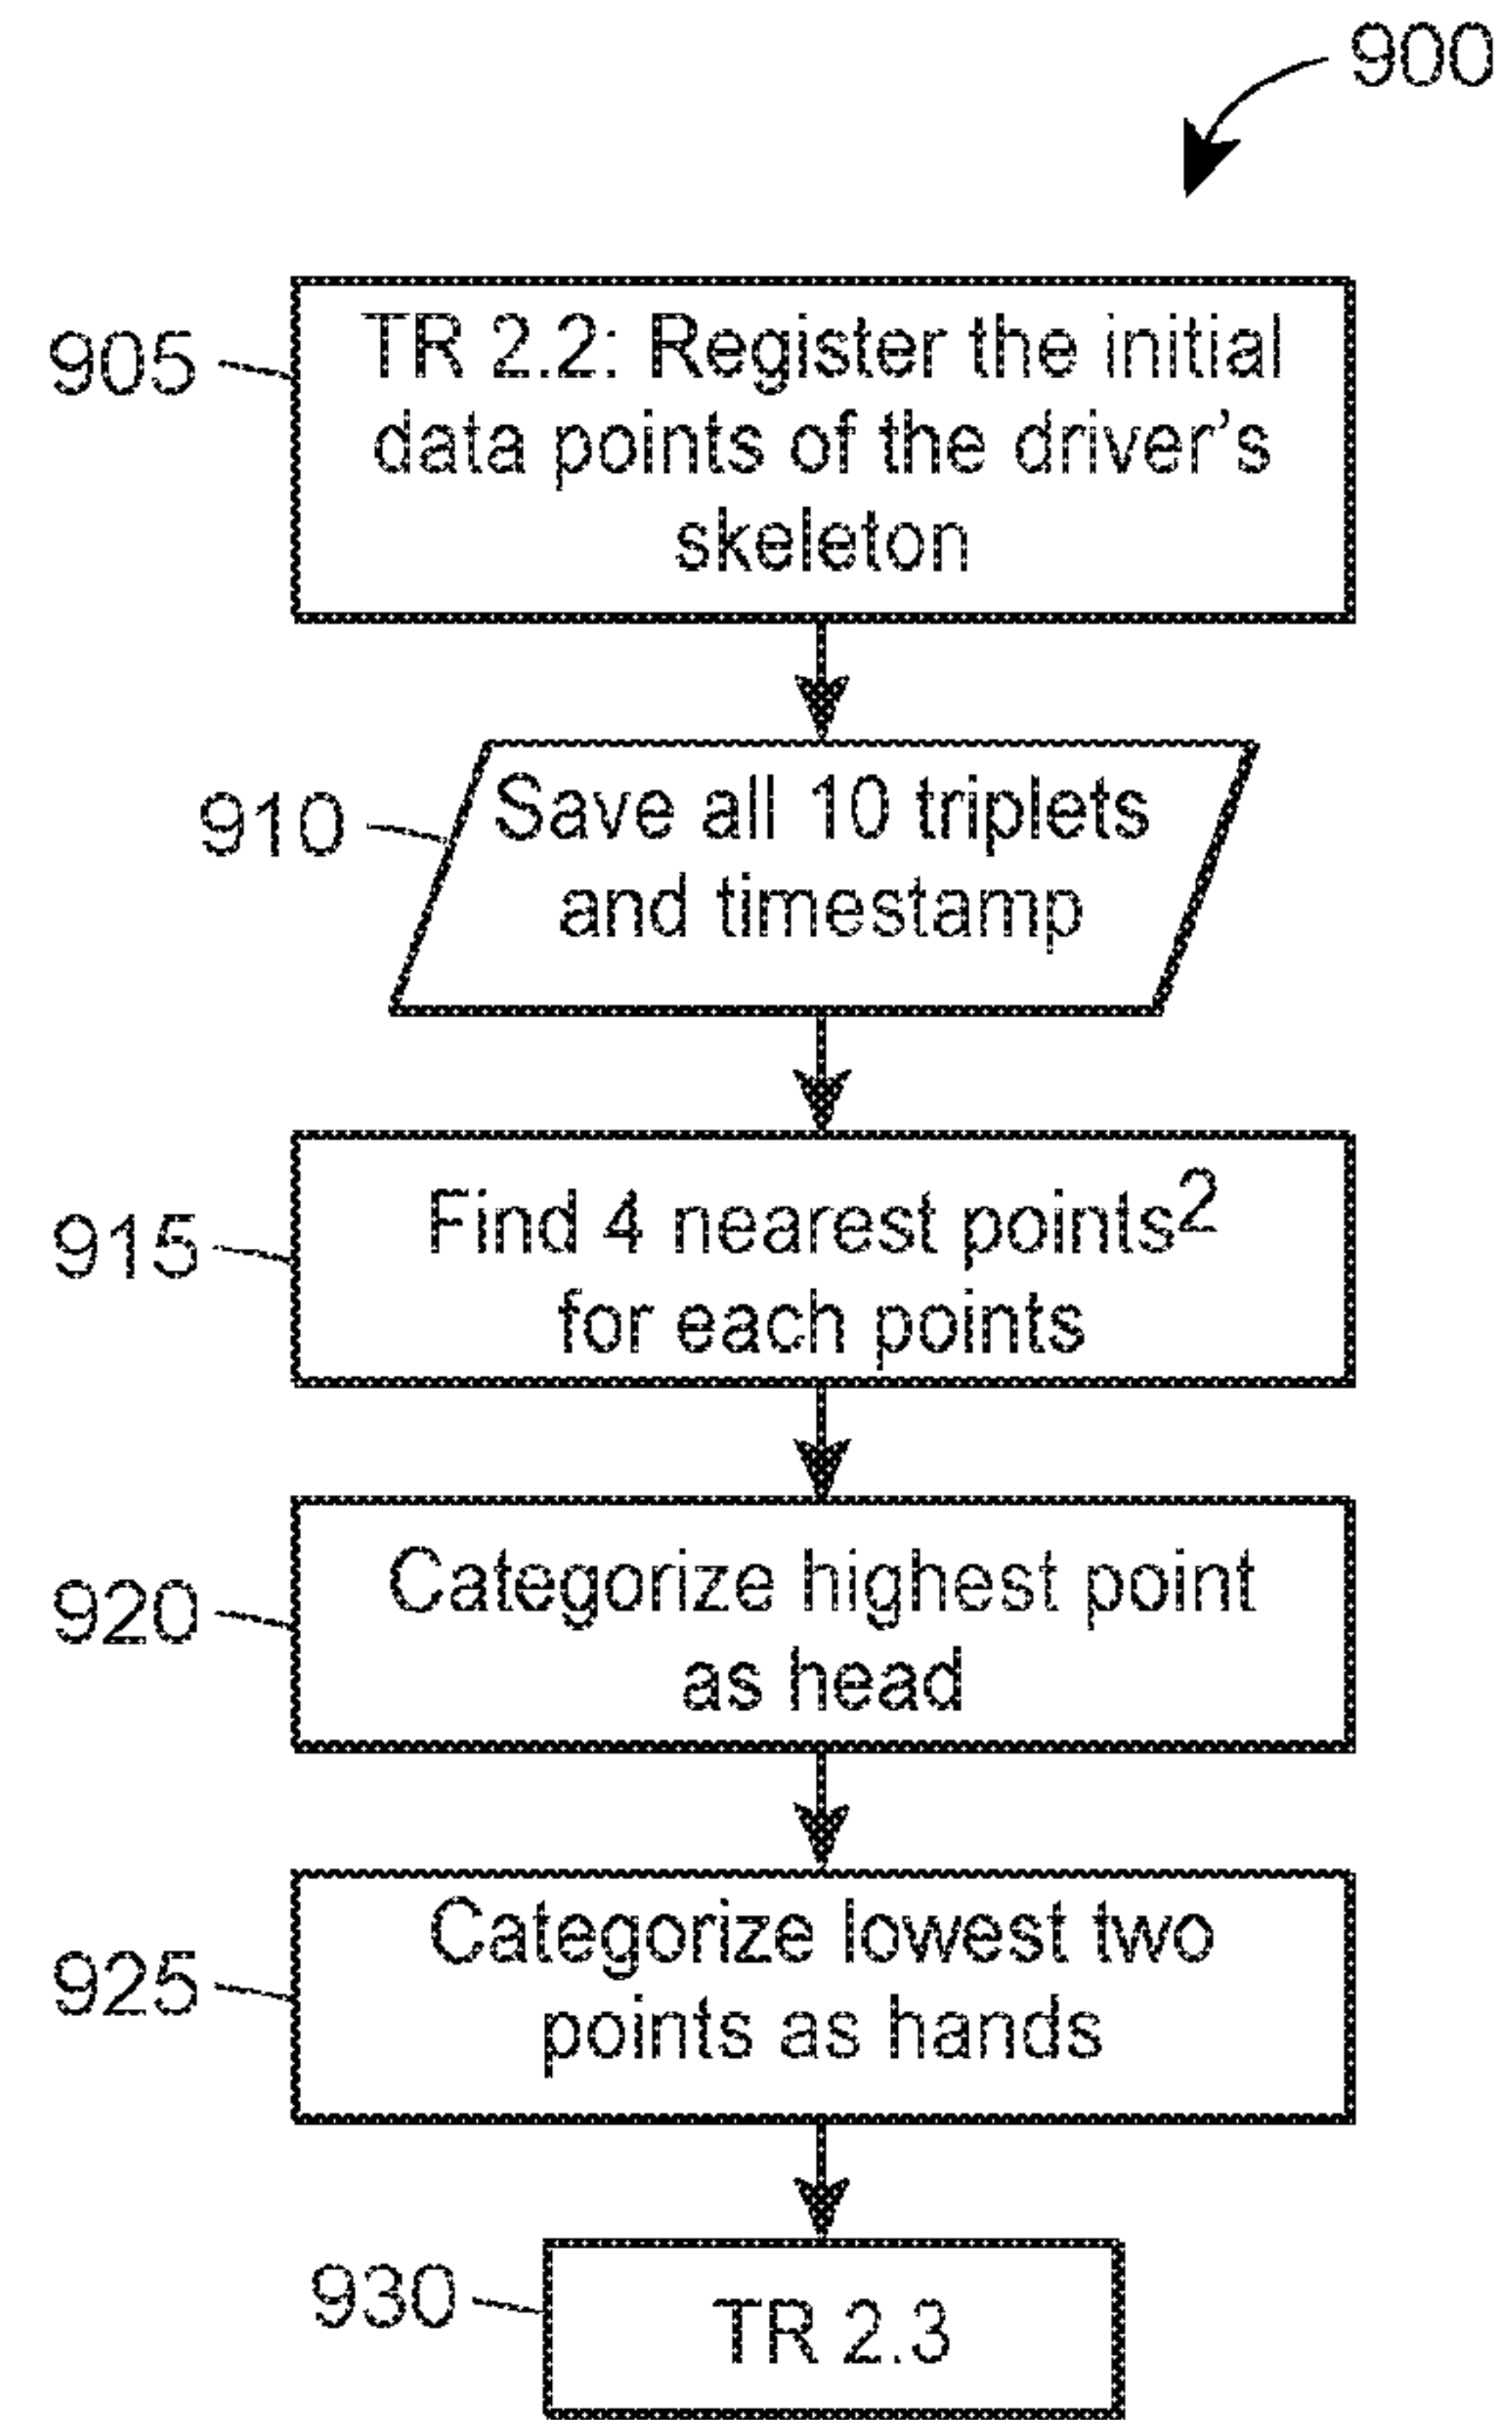 900
905
TR 2.2: Register the initial
data points of the driver's
skeleton
910
Save all 10 triplets
and timestamp
915
Find 4 nearest points2
for each points
920
Categorize highest point
as head
925
Categorize lowest two
points as hands
930
TR 2.3